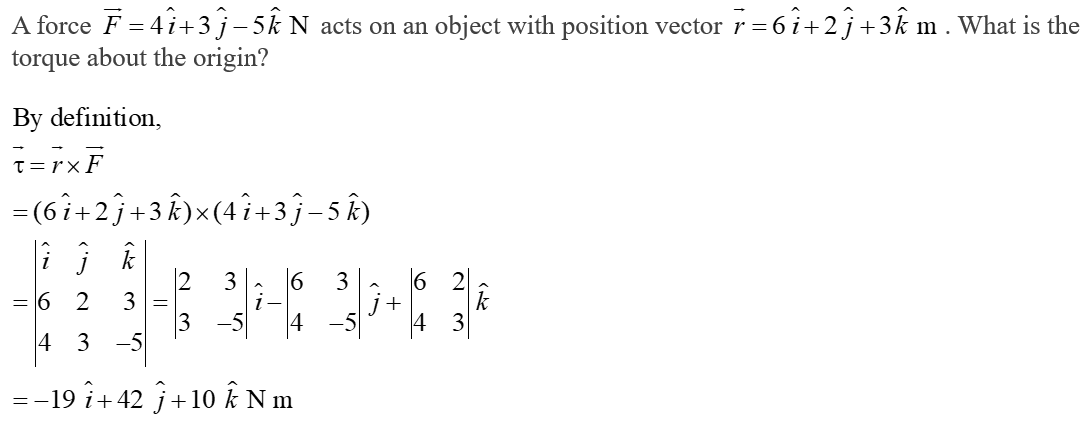 A force F⃗ = 4î+3ĵ−5k̂ N acts on an object with position vector r⃗ = 6î+2ĵ+3k̂ m . What is the
torque about the origin?
By definition,
τ⃗ = r⃗ × F⃗
= (6î+2ĵ+3k̂)×(4î+3ĵ−5k̂)
= |î ĵ k̂; 6 2 3; 4 3 −5| = |2 3; 3 −5| î − |6 3; 4 −5| ĵ + |6 2; 4 3| k̂
= −19 î+42 ĵ+10 k̂ N m